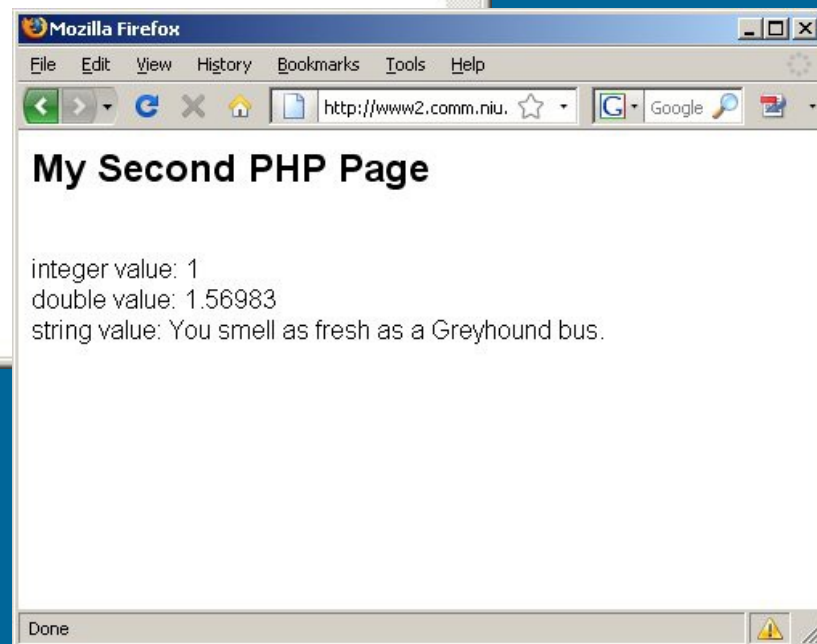 Mozilla Firefox
File Edit View History Bookmarks Tools Help
http://www2.comm.niu. G Google
My Second PHP Page
integer value: 1
double value: 1.56983
string value: You smell as fresh as a Greyhound bus.
Done